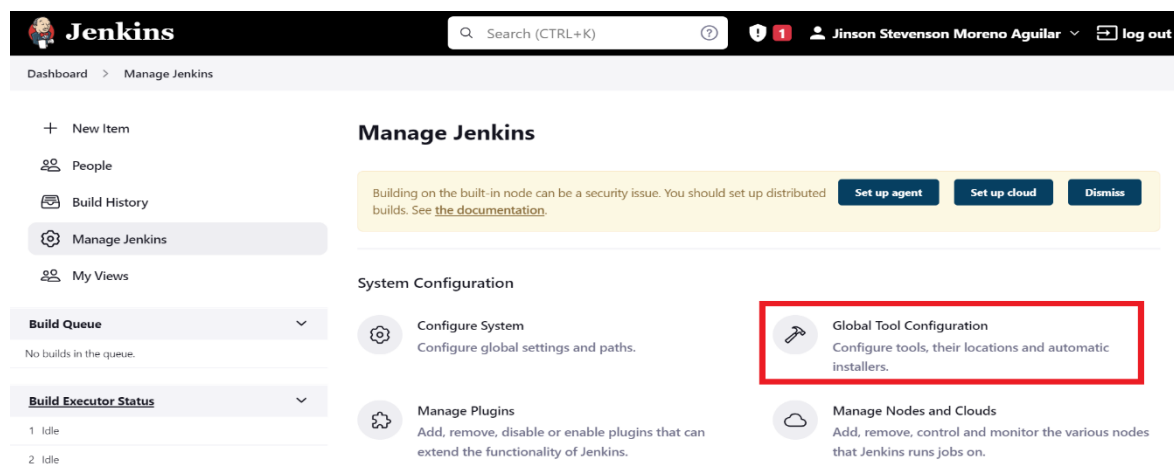 Jenkins
Search (CTRL+K)
1
Jinson Stevenson Moreno Aguilar
log out
Dashboard > Manage Jenkins
New Item
People
Build History
Manage Jenkins
My Views
Build Queue
No builds in the queue.
Build Executor Status
1 Idle
2 Idle
Manage Jenkins
Building on the built-in node can be a security issue. You should set up distributed
builds. See the documentation.
Set up agent
Set up cloud
Dismiss
System Configuration
Configure System
Configure global settings and paths.
Global Tool Configuration
Configure tools, their locations and automatic
installers.
Manage Plugins
Add, remove, disable or enable plugins that can
extend the functionality of Jenkins.
Manage Nodes and Clouds
Add, remove, control and monitor the various nodes
that Jenkins runs jobs on.